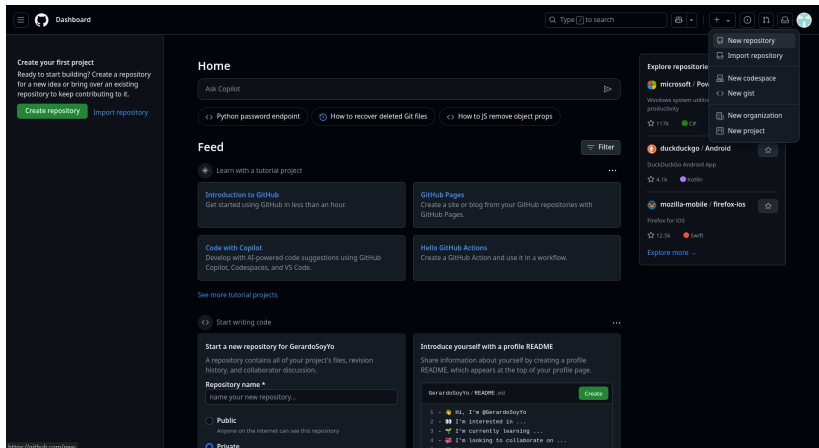 Dashboard
Type / to search
New repository
Import repository
New codespace
New gist
New organization
New project
Create your first project
Ready to start building? Create a repository
for a new idea or bring over an existing
repository to keep contributing to it.
Create repository
Import repository
Home
Ask Copilot
Python password endpoint
How to recover deleted Git files
How to JS remove object props
Feed
Filter
Learn with a tutorial project
Introduction to GitHub
Get started using GitHub in less than an hour.
GitHub Pages
Create a site or blog from your GitHub repositories with
GitHub Pages.
Code with Copilot
Develop with AI-powered code suggestions using GitHub
Copilot, Codespaces, and VS Code.
Hello GitHub Actions
Create a GitHub Action and use it in a workflow.
See more tutorial projects
Start writing code
Start a new repository for GerardoSoyYo
A repository contains all of your project's files, revision
history, and collaborator discussion.
Repository name *
name your new repository...
Public
Anyone on the internet can see this repository
Private
Introduce yourself with a profile README
Share information about yourself by creating a profile
README, which appears at the top of your profile page.
GerardoSoyYo / README.md
Create
1 - 👋 Hi, I'm @GerardoSoyYo
2 - 👀 I'm interested in ...
3 - 🌱 I'm currently learning ...
4 - 💞️ I'm looking to collaborate on ...
Explore repositorie
microsoft / Pow
Windows system utilitie
productivity
117k C#
duckduckgo / Android
DuckDuckGo Android App
4.1k Kotlin
mozilla-mobile / firefox-ios
Firefox for iOS
12.5k Swift
Explore more →
https://github.com/new